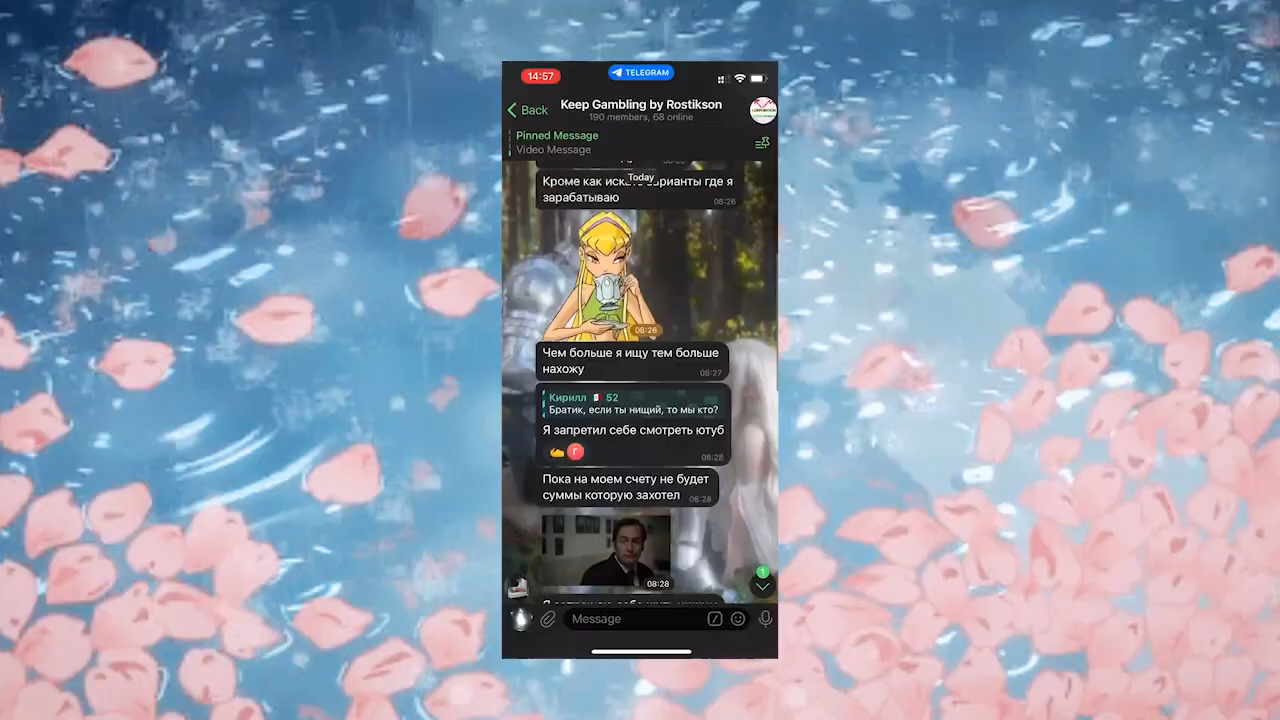 14:57
TELEGRAM
Back
Keep Gambling by Rostikson
190 members, 68 online
Pinned Message
Video Message
Today
Кроме как искать варианты где я
зарабатываю
08:26
08:26
Чем больше я ищу тем больше
нахожу
08:27
Кирилл 52
Братик, если ты нищий, то мы кто?
Я запретил себе смотреть ютуб
08:28
Пока на моем счету не будет
суммы которую захотел
08:28
08:28
1
Message